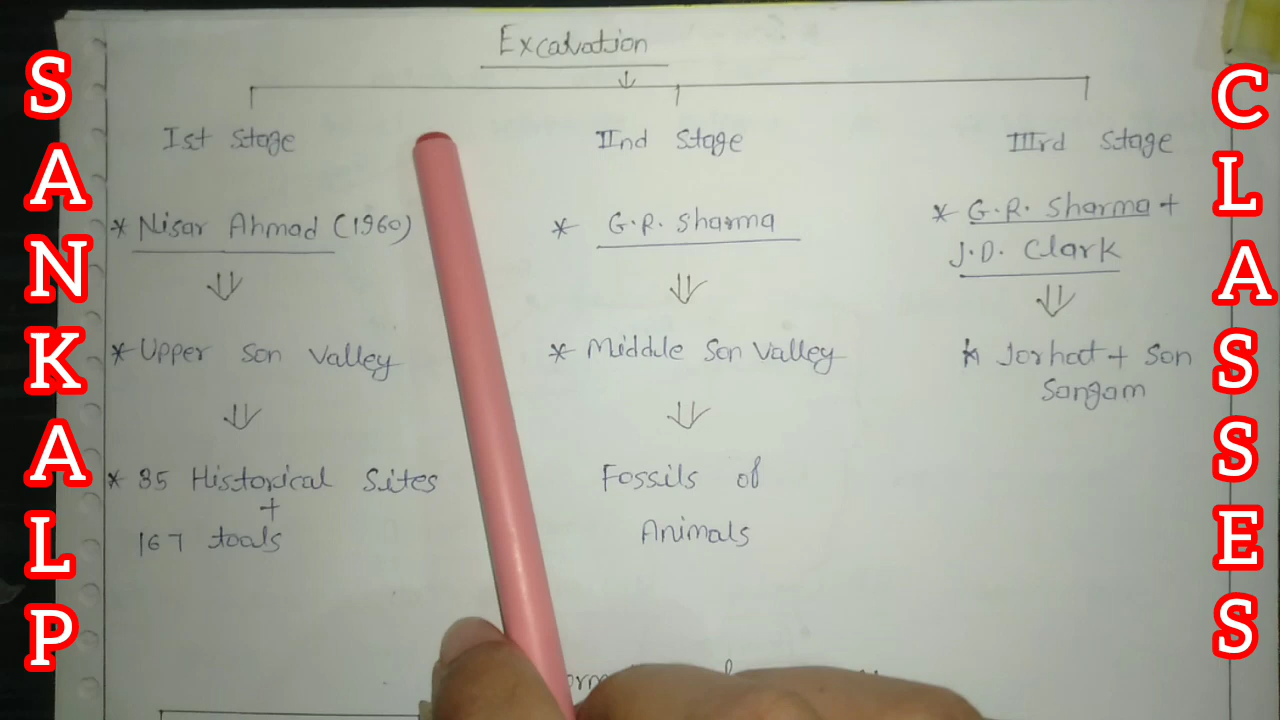 SANKALP
CLASSES
Excavation
Ist Stage
IInd Stage
IIIrd Stage
* Nisar Ahmad (1960)
* G.R. Sharma
* G.R. Sharma +
J.D. Clark
* Upper Son Valley
* Middle Son Valley
* Jorhat + Son
Sangam
* 35 Historical Sites
+
167 tools
Fossils of
Animals